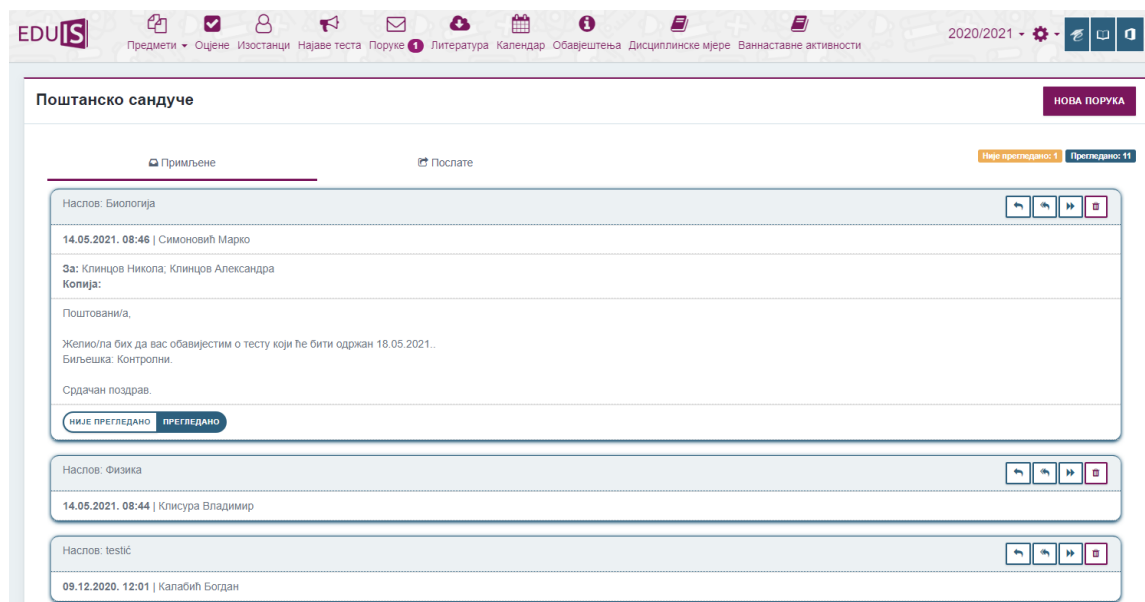 EDUIS
Предмети Оцјене Изостанци Најаве теста Поруке 1 Литература Календар Обавјештења Дисциплинске мјере Ваннаставне активности
2020/2021
Поштанско сандуче
НОВА ПОРУКА
Примљене
Послате
Није прегледано: 1 Прегледано: 11
Наслов: Биологија
14.05.2021. 08:46 | Симоновић Марко
За: Клинцов Никола; Клинцов Александра
Копија:
Поштовани/а,
Желио/ла бих да вас обавијестим о тесту који ће бити одржан 18.05.2021..
Биљешка: Контролни.
Срдачан поздрав.
НИЈЕ ПРЕГЛЕДАНО ПРЕГЛЕДАНО
Наслов: Физика
14.05.2021. 08:44 | Клисура Владимир
Наслов: testić
09.12.2020. 12:01 | Калабић Богдан